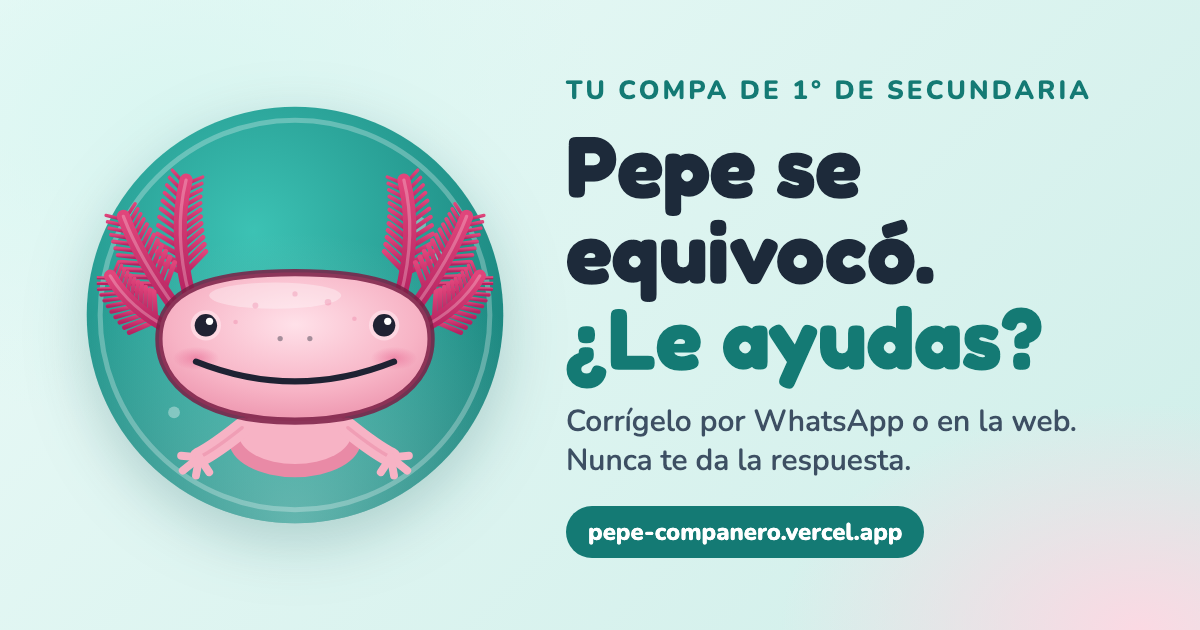 TU COMPA DE 1° DE SECUNDARIA
Pepe se
equivocó.
¿Le ayudas?
Corrígelo por WhatsApp o en la web.
Nunca te da la respuesta.
pepe-companero.vercel.app